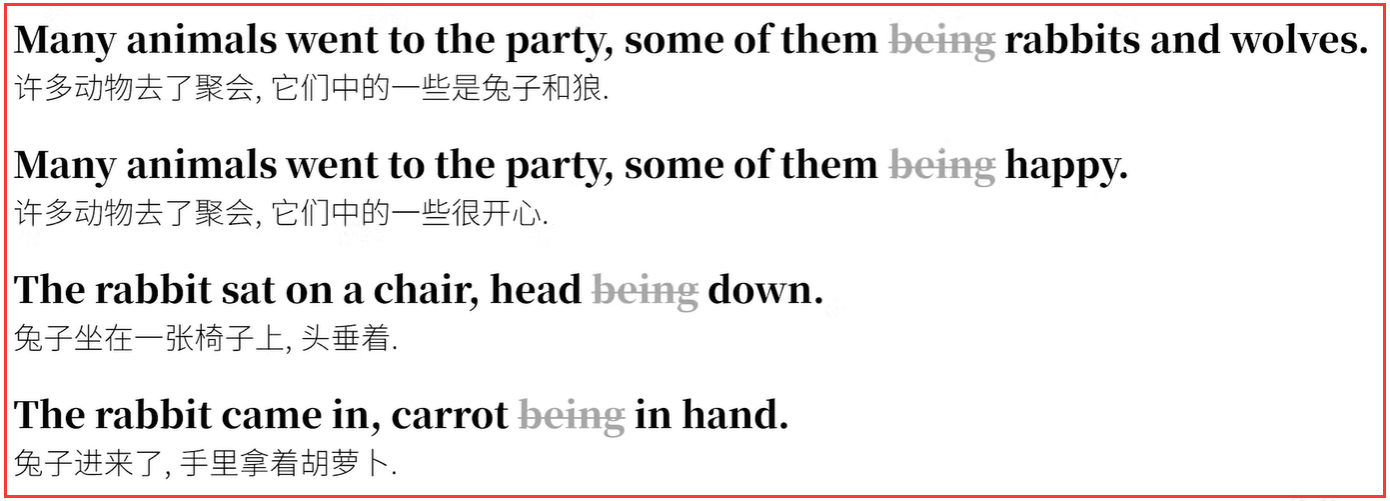 Many animals went to the party, some of them being rabbits and wolves.
许多动物去了聚会, 它们中的一些是兔子和狼.
Many animals went to the party, some of them being happy.
许多动物去了聚会, 它们中的一些很开心.
The rabbit sat on a chair, head being down.
兔子坐在一张椅子上, 头垂着.
The rabbit came in, carrot being in hand.
兔子进来了, 手里拿着胡萝卜.